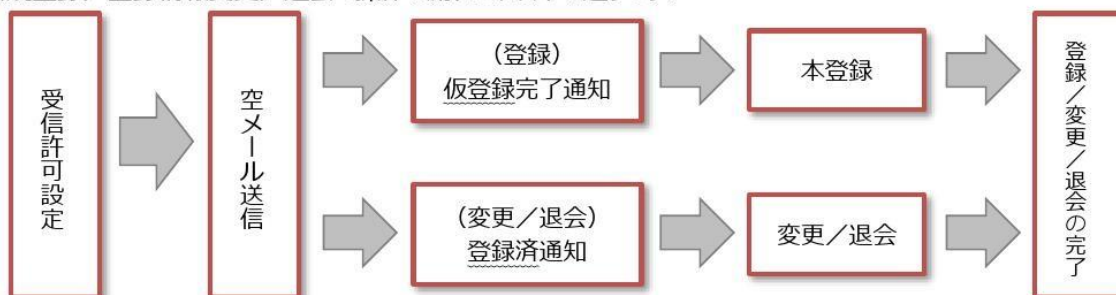 受信許可設定
空メール送信
（登録）
仮登録完了通知
本登録
（変更／退会）
登録済通知
変更／退会
登録／変更／退会の完了